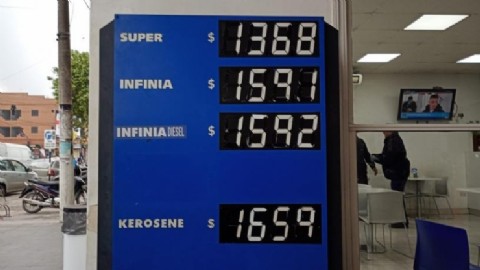 SUPER $ 1368
INFINIA $ 1591
INFINIA DIESEL $ 1592
KEROSENE $ 1659